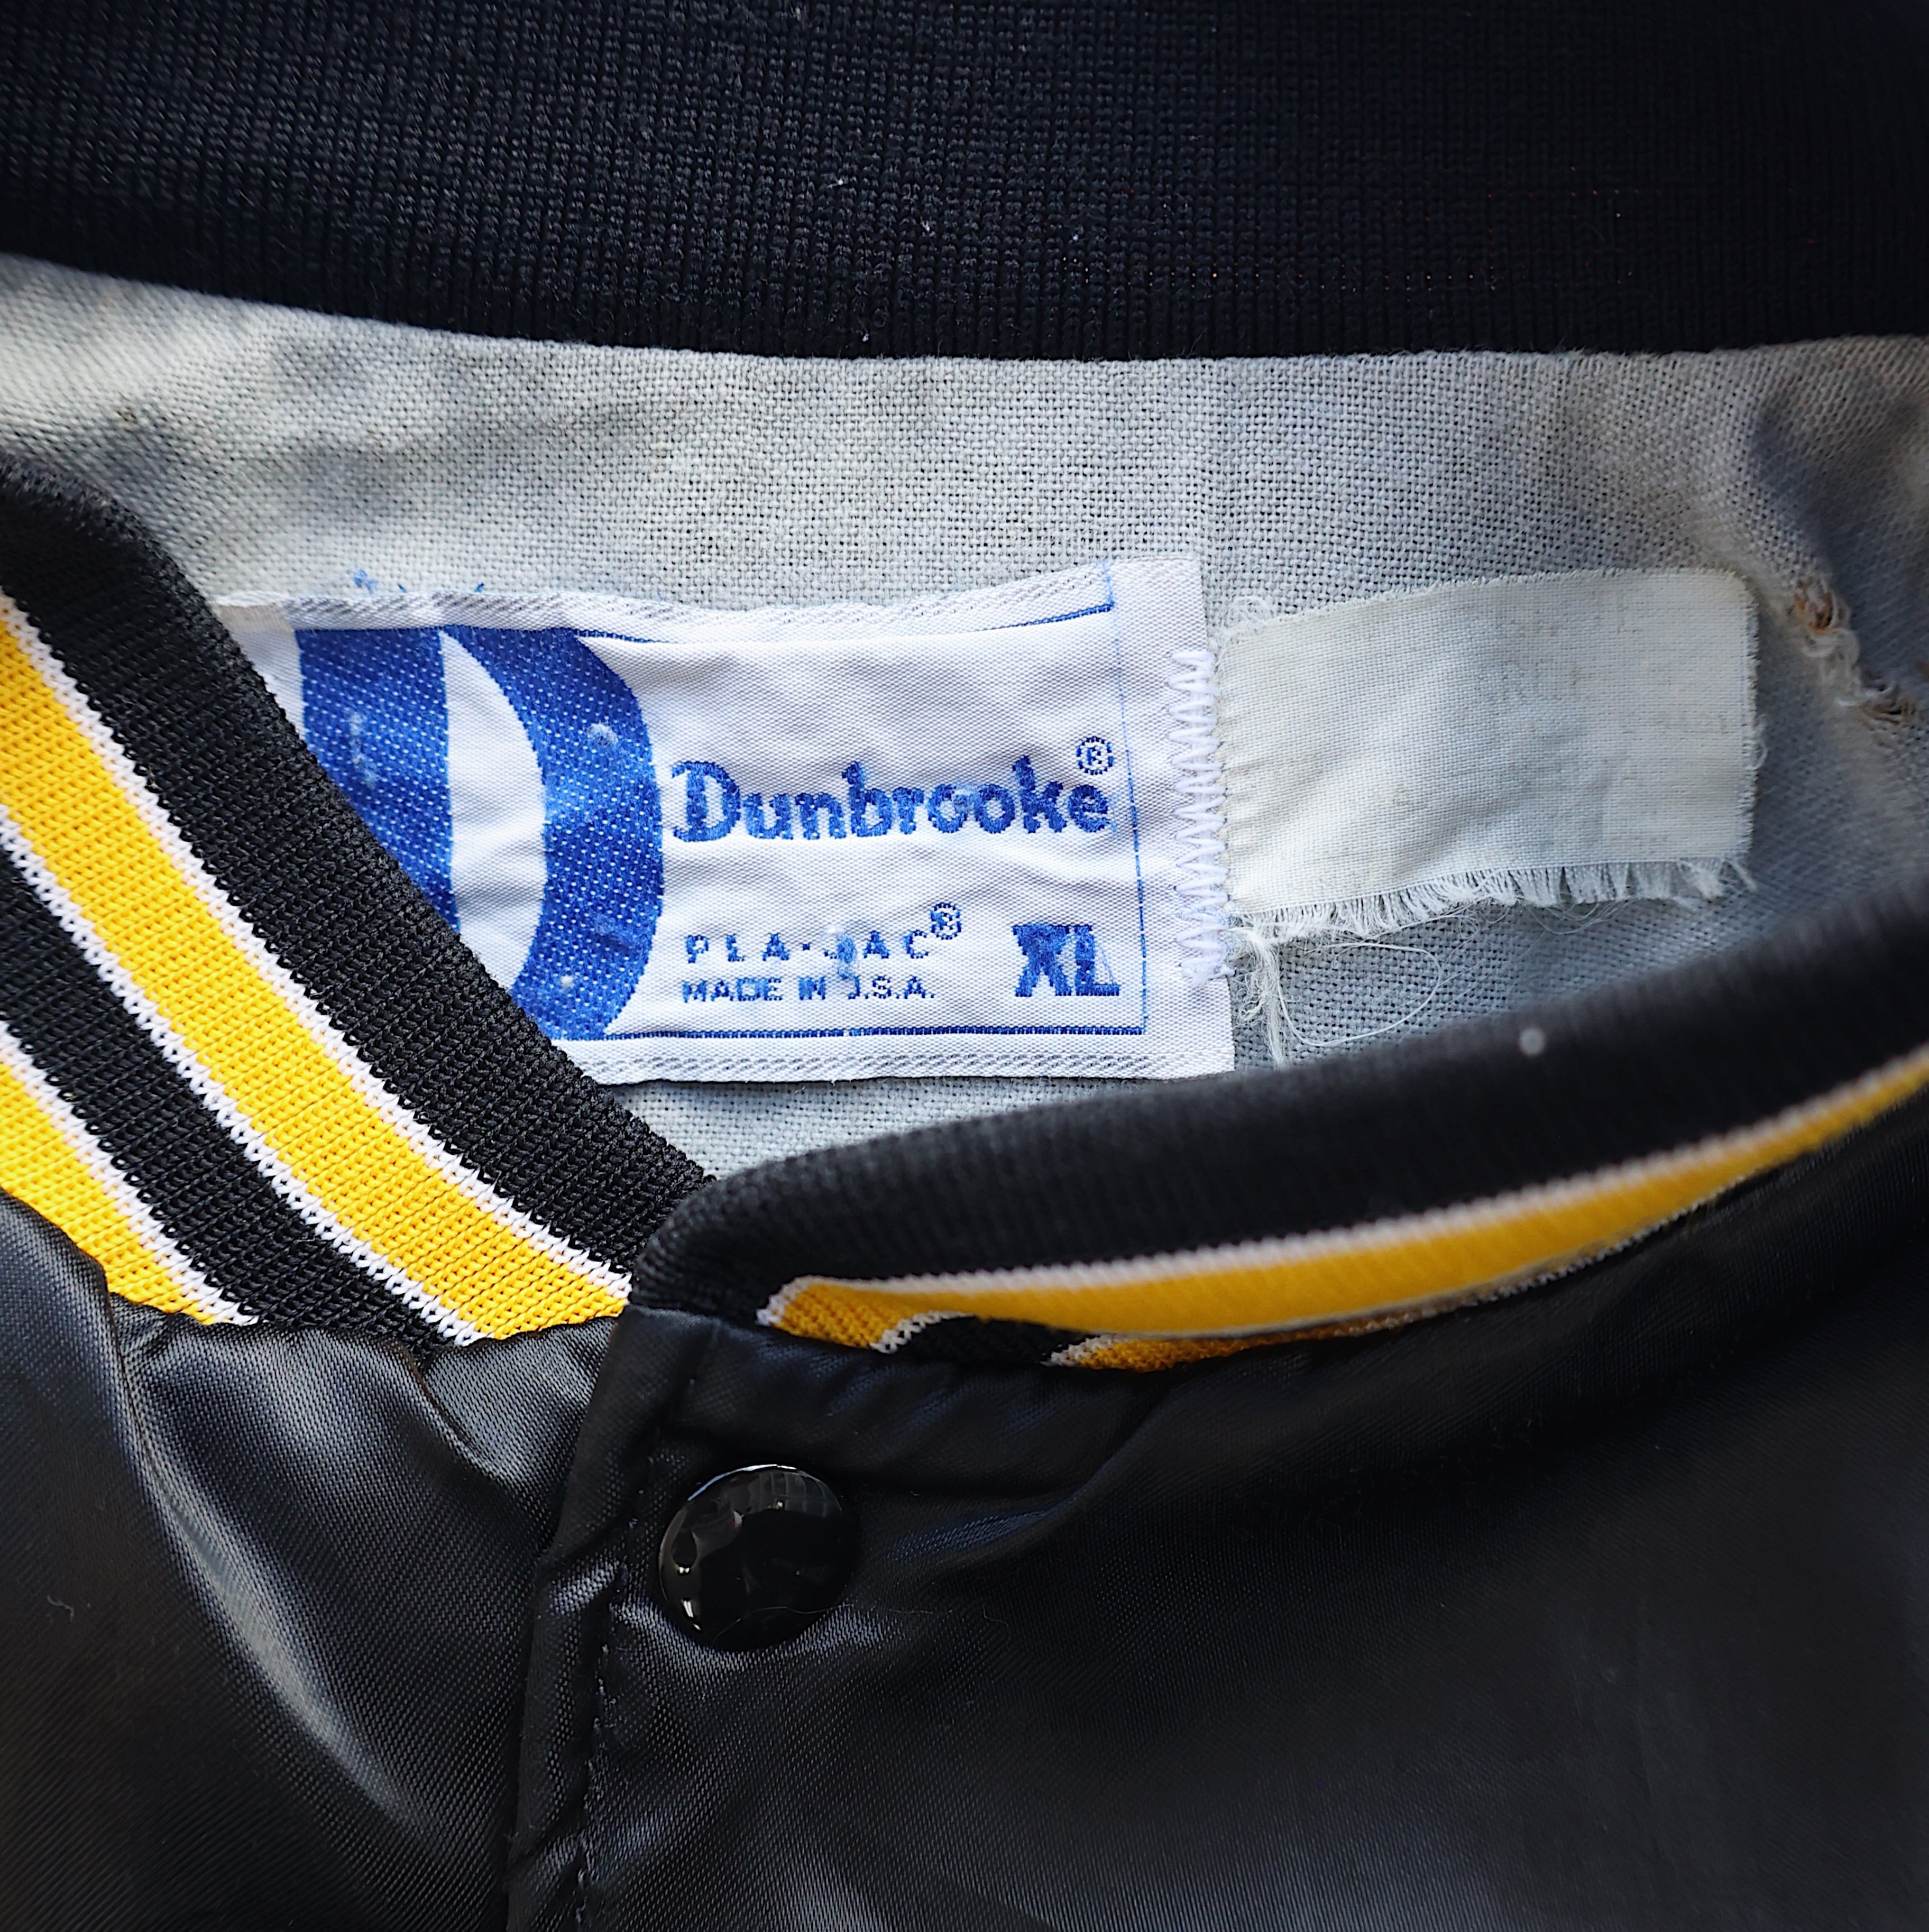 Dunbrooke®
PLA-JAC® XL
MADE IN U.S.A.